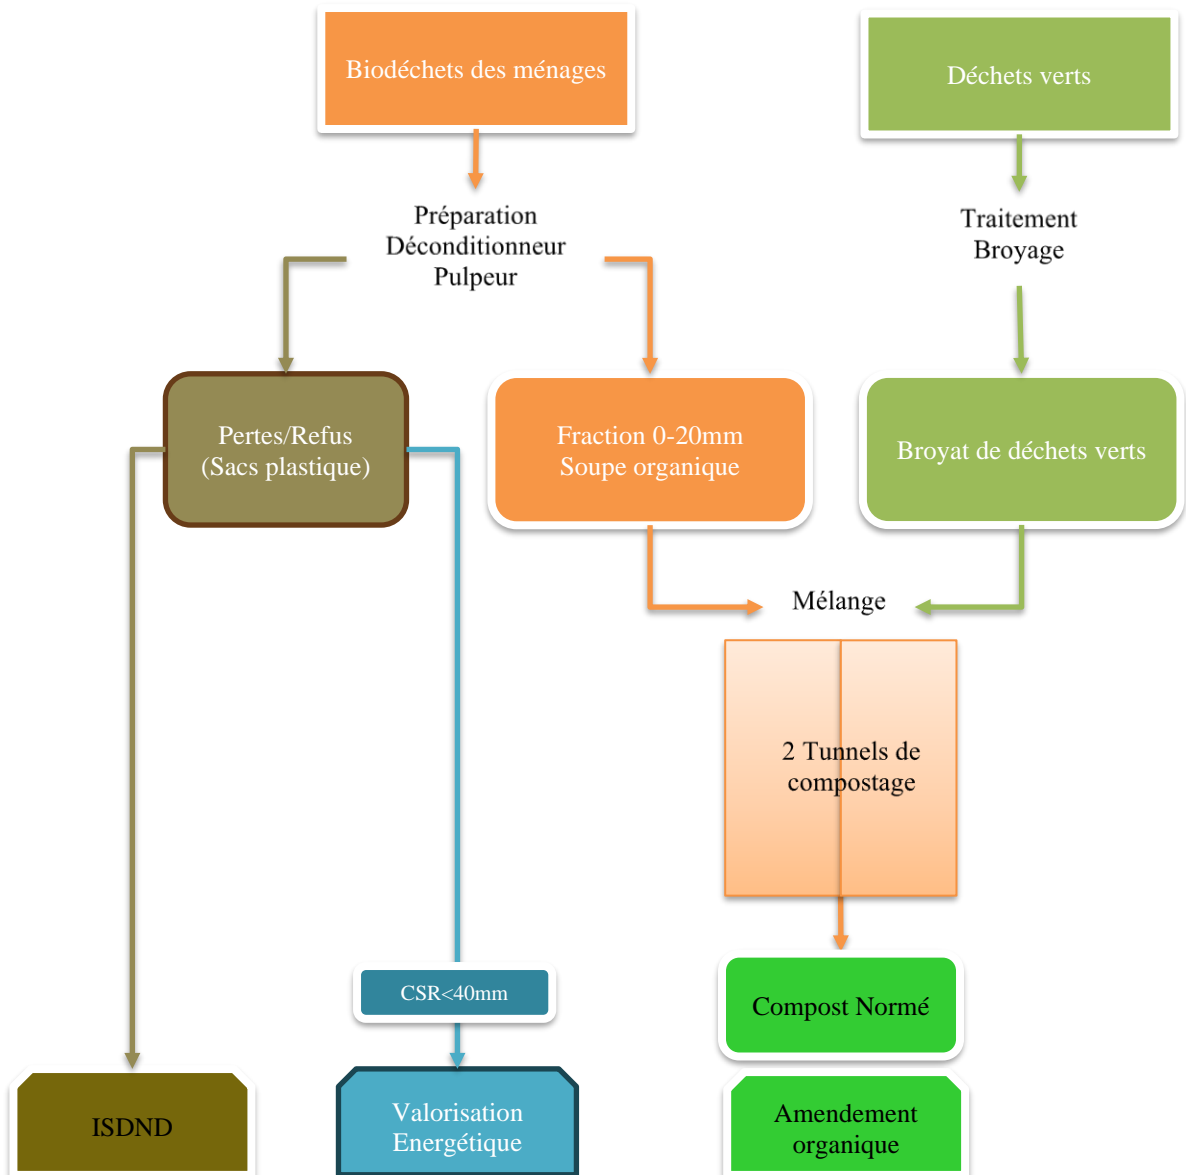 Biodéchets des ménages
Déchets verts
Préparation
Déconditionneur
Pulpeur
Traitement
Broyage
Pertes/Refus
(Sacs plastique)
Fraction 0-20mm
Soupe organique
Broyat de déchets verts
Mélange
2 Tunnels de
compostage
CSR<40mm
Compost Normé
ISDND
Valorisation
Energétique
Amendement
organique